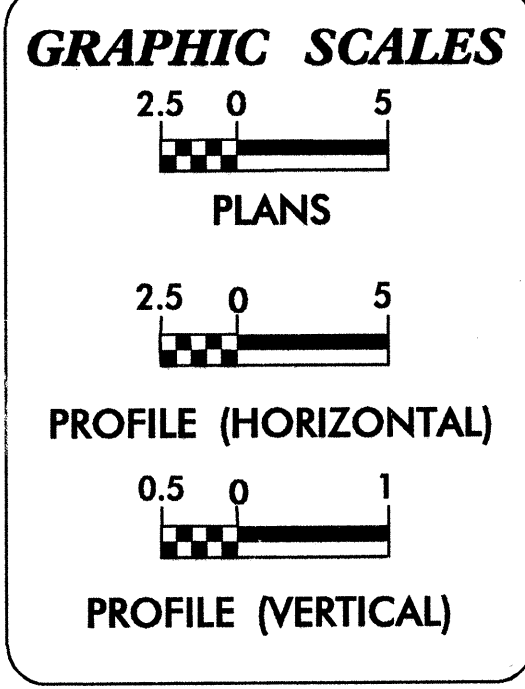 GRAPHIC SCALES
2.5 0 5
PLANS
2.5 0 5
PROFILE (HORIZONTAL)
0.5 0 1
PROFILE (VERTICAL)